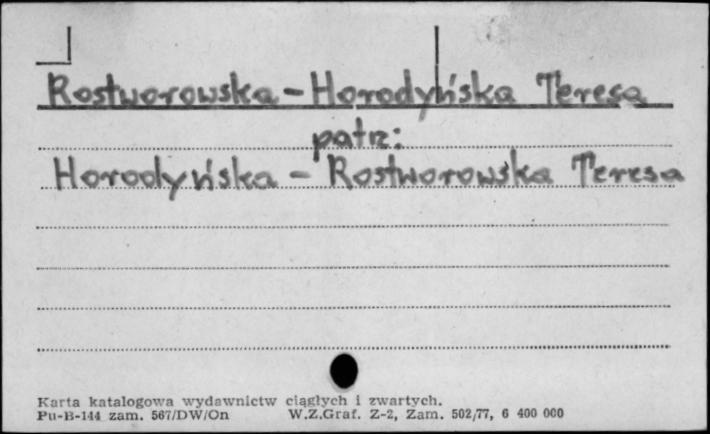 Rostworowska - Horodyńska Teresa
patrz:
Horodyńska - Rostworowska Teresa
Karta katalogowa wydawnictw ciągłych i zwartych.
Pu-B-144 zam. 567/DW/On W.Z.Graf. Z-2, Zam. 502/77, 6 400 000